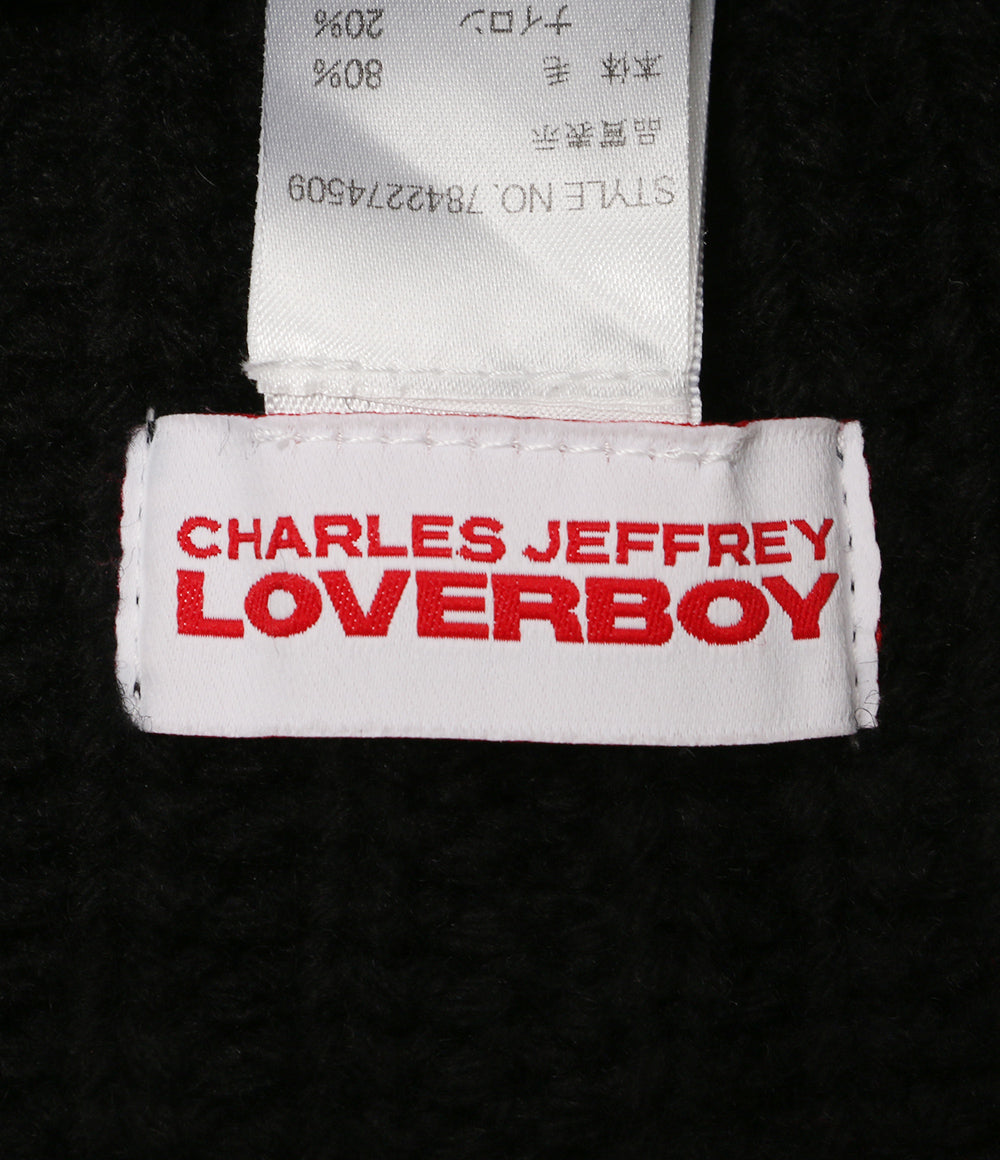 STYLE NO. 7842274509
品質表示
本体 毛 80%
ナイロン 20%
CHARLES JEFFREY
LOVERBOY